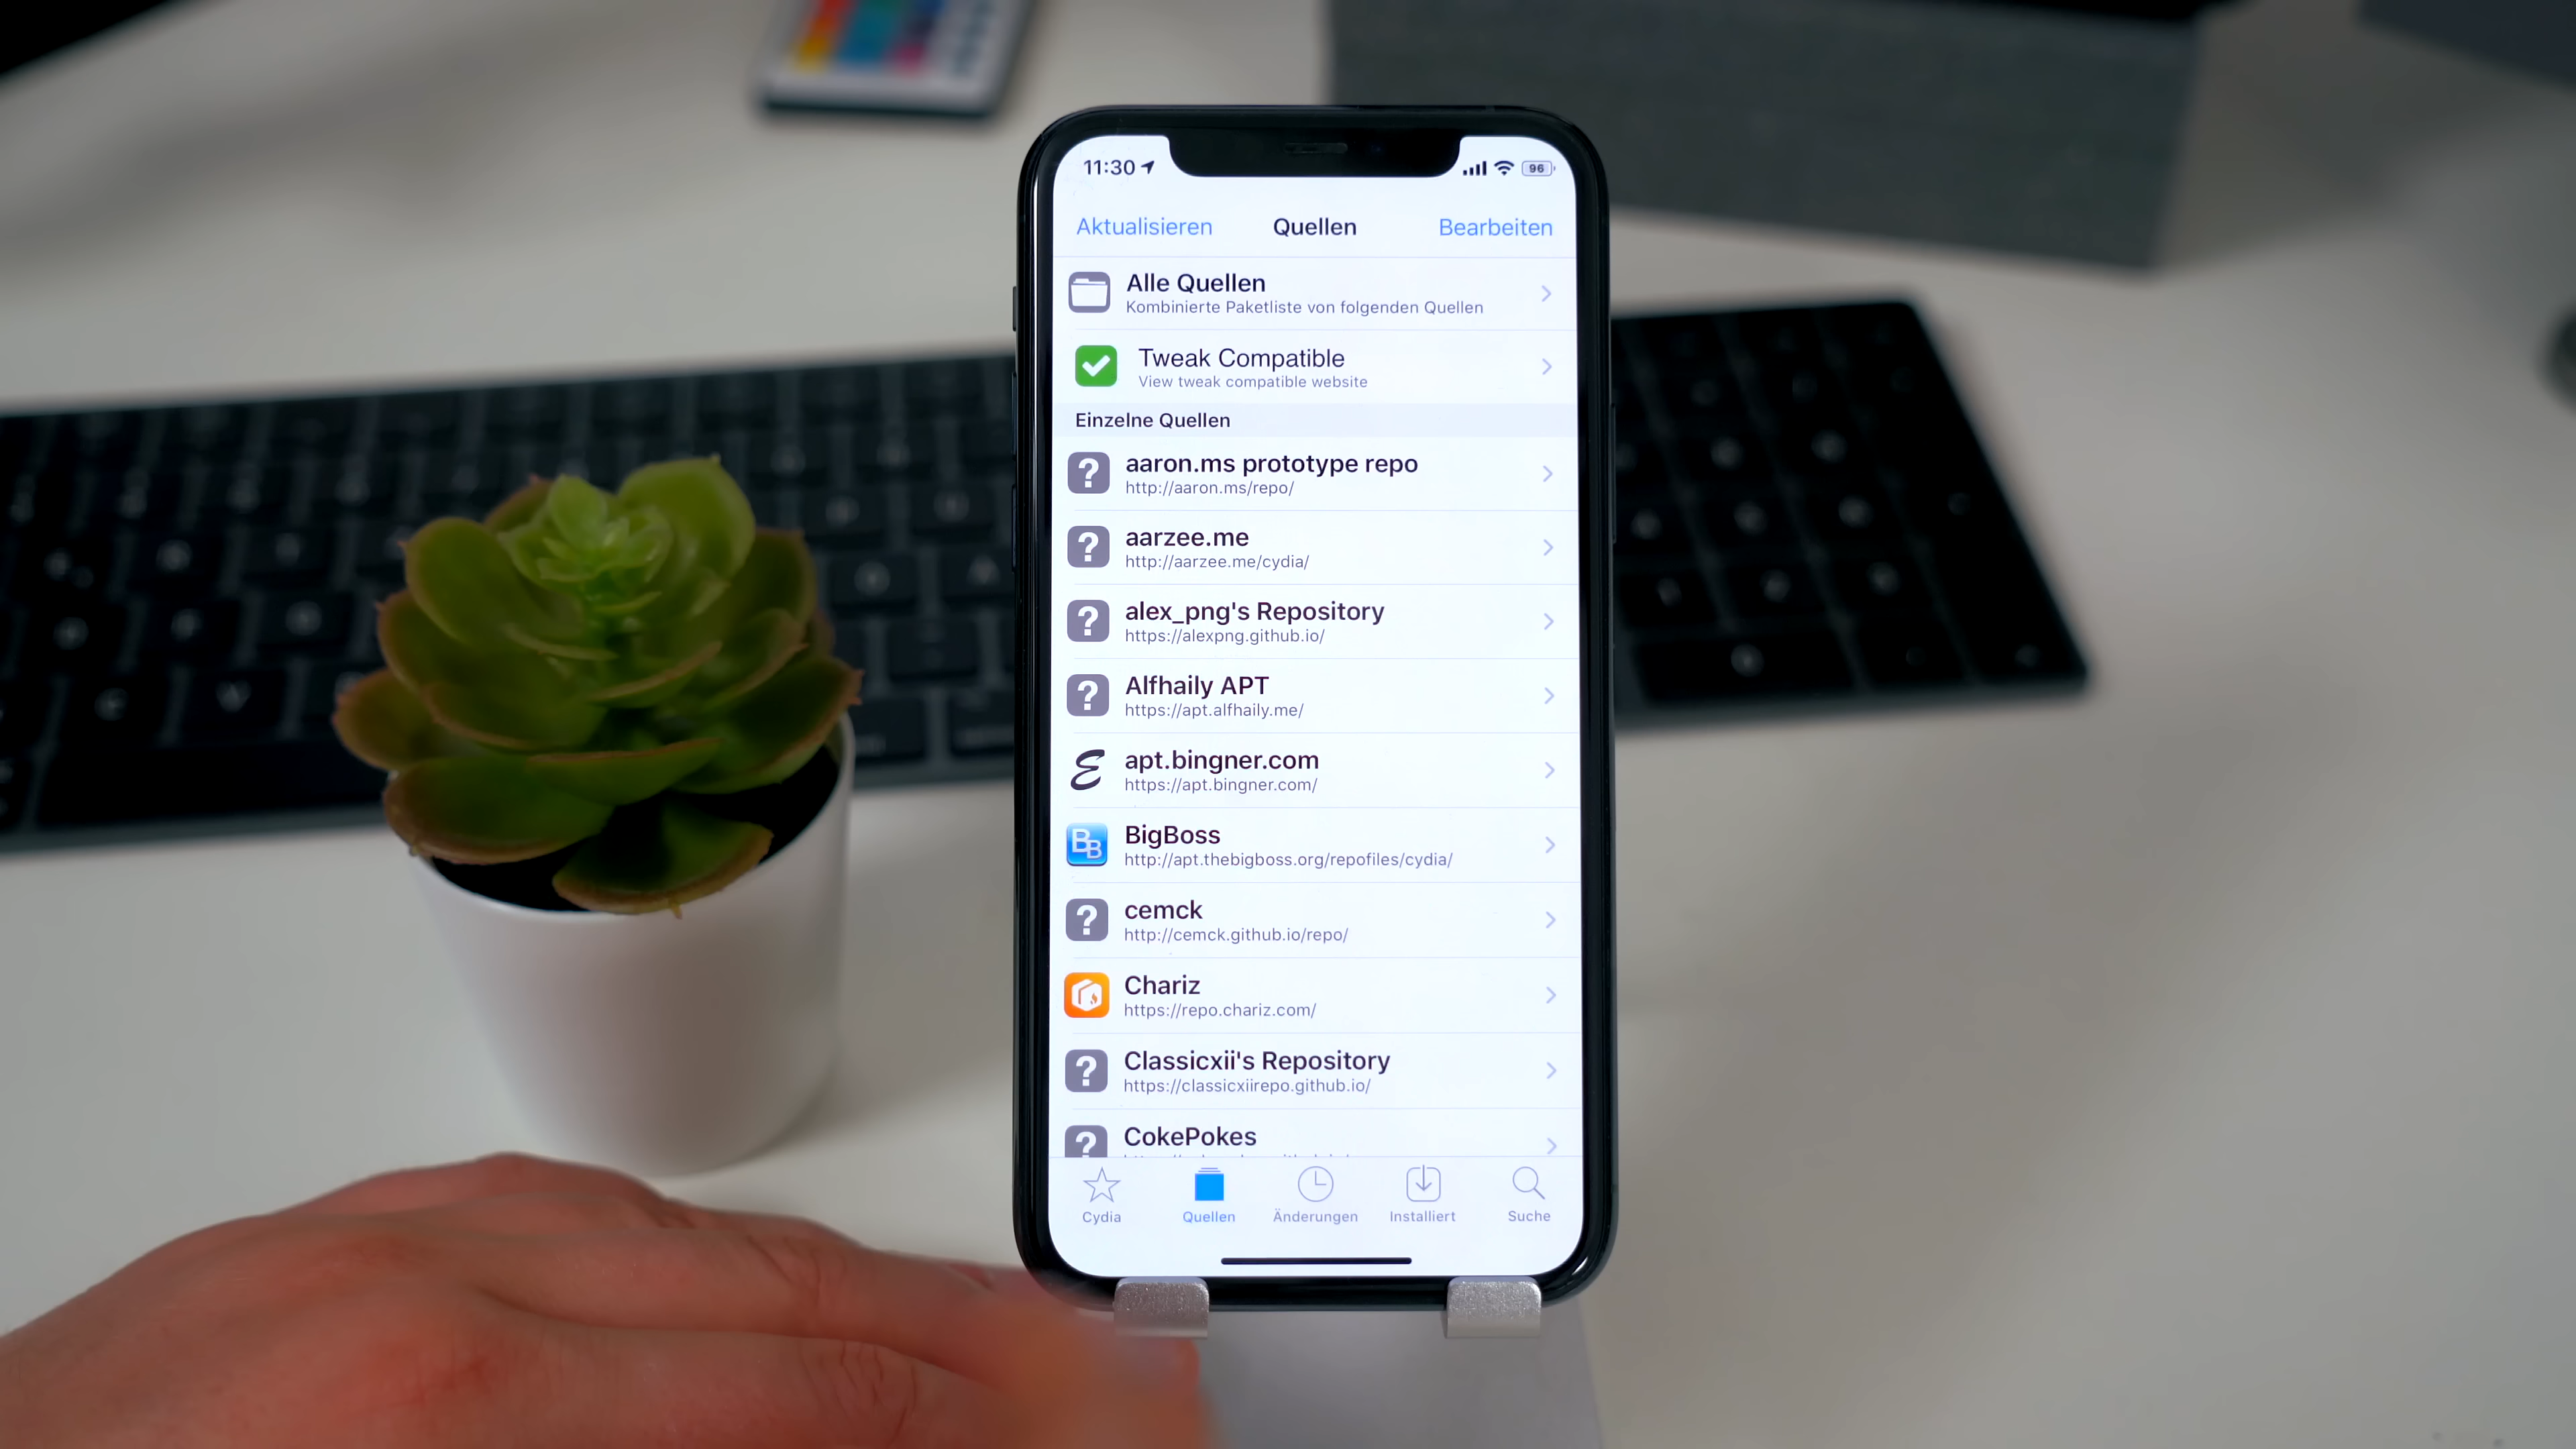 11:30
96
Aktualisieren Quellen Bearbeiten
Alle Quellen
Kombinierte Paketliste von folgenden Quellen
Tweak Compatible
View tweak compatible website
Einzelne Quellen
? aaron.ms prototype repo
http://aaron.ms/repo/
? aarzee.me
http://aarzee.me/cydia/
? alex_png's Repository
https://alexpng.github.io/
? Alfhaily APT
https://apt.alfhaily.me/
apt.bingner.com
https://apt.bingner.com/
BB BigBoss
http://apt.thebigboss.org/repofiles/cydia/
? cemck
http://cemck.github.io/repo/
Chariz
https://repo.chariz.com/
? Classicxii's Repository
https://classicxiirepo.github.io/
? CokePokes
Cydia Quellen Änderungen Installiert Suche